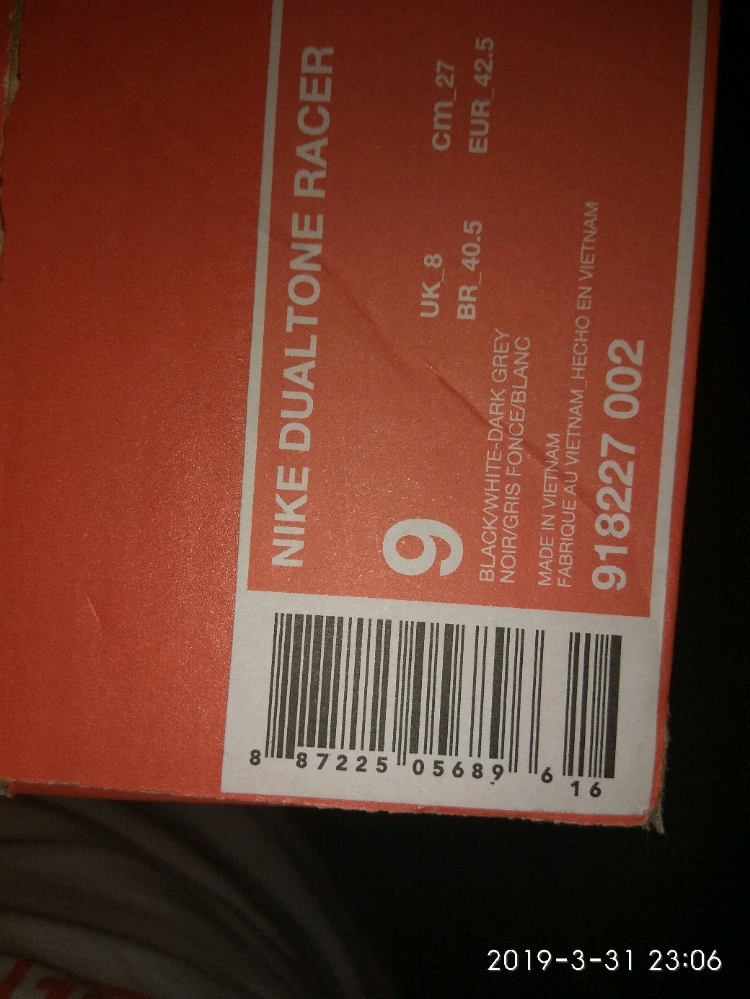 NIKE DUALTONE RACER
9
UK_8 cm_27
BR_40.5 EUR_42.5
BLACK/WHITE-DARK GREY
NOIR/GRIS FONCE/BLANC
MADE IN VIETNAM
FABRIQUE AU VIETNAM_HECHO EN VIETNAM
918227 002
8 87225 05689 6
16
2019-3-31 23:06